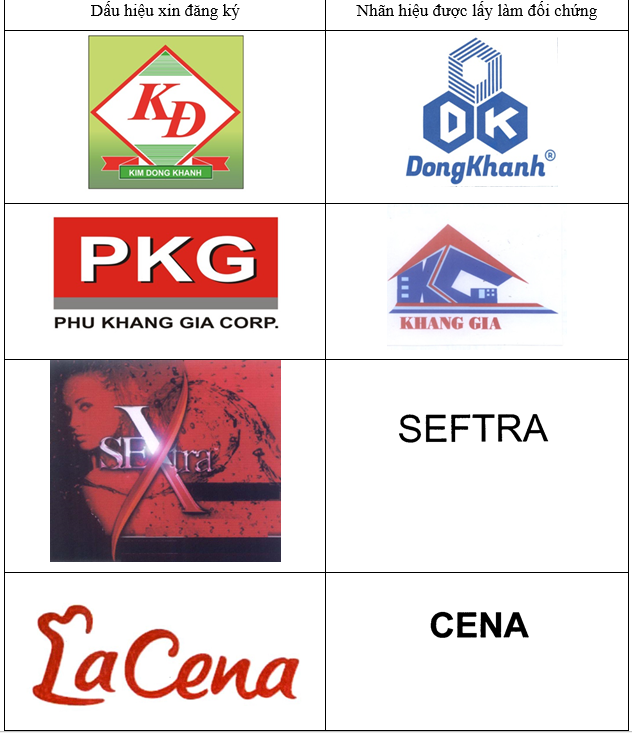 Dấu hiệu xin đăng ký
Nhãn hiệu được lấy làm đối chứng
KĐ
KIM DONG KHANH
DK
DongKhanh®
PKG
PHU KHANG GIA CORP.
KG
KHANG GIA
SEXtra
SEFTRA
LaCena
CENA